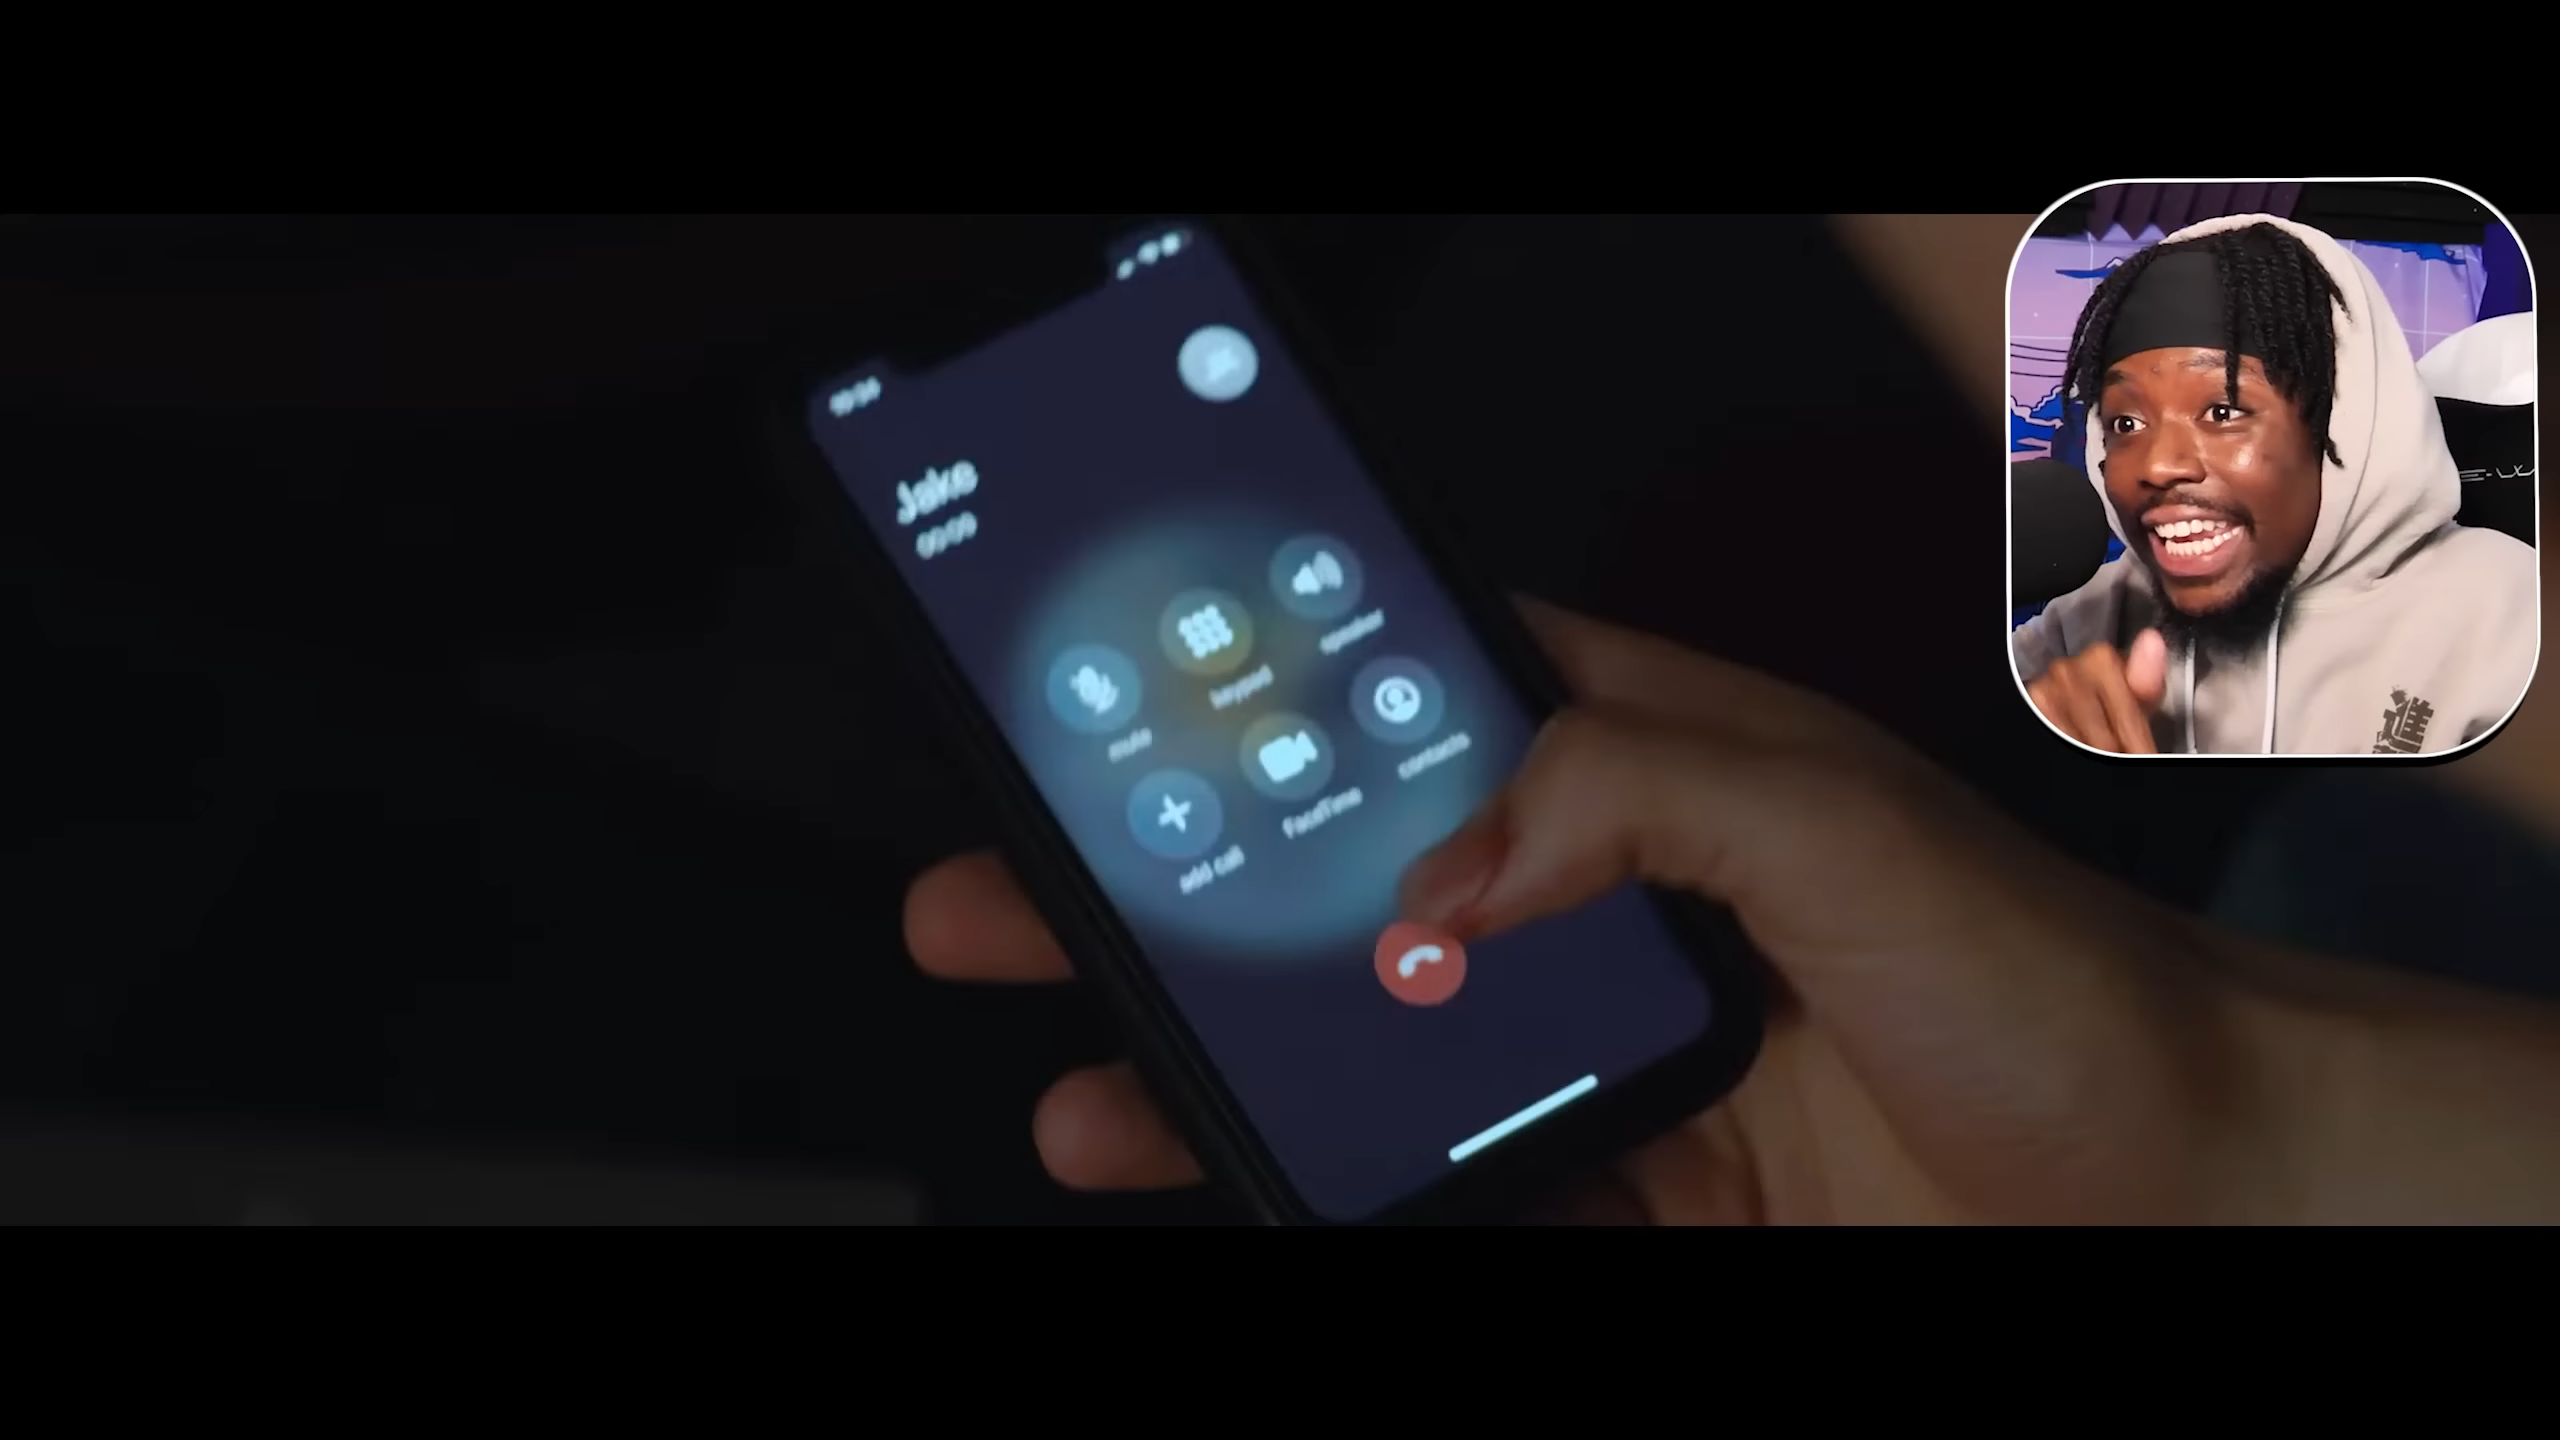 Jake
speaker
keypad
mute
contacts
FaceTime
add call